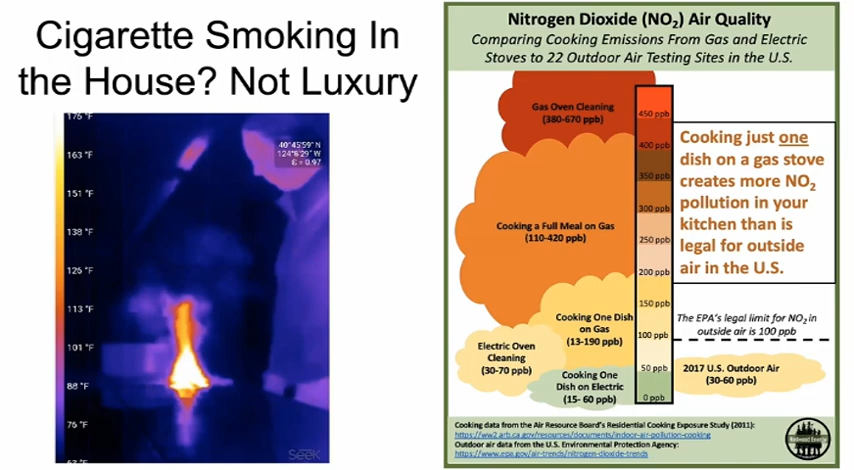 Cigarette Smoking In
the House? Not Luxury
176 °F
163 °F
151 °F
138 °F
126 °F
113 °F
101 °F
88 °F
76 °F
63 °F
40°45'59" N
124°8'29" W
ε = 0.97
Seek
Nitrogen Dioxide (NO₂) Air Quality
Comparing Cooking Emissions From Gas and Electric
Stoves to 22 Outdoor Air Testing Sites in the U.S.
Gas Oven Cleaning
(380-670 ppb)
Cooking a Full Meal on Gas
(110-420 ppb)
Cooking One Dish
on Gas
(13-190 ppb)
Electric Oven
Cleaning
(30-70 ppb)
Cooking One
Dish on Electric
(15- 60 ppb)
450 ppb
400 ppb
350 ppb
300 ppb
250 ppb
200 ppb
150 ppb
100 ppb
50 ppb
0 ppb
Cooking just one
dish on a gas stove
creates more NO₂
pollution in your
kitchen than is
legal for outside
air in the U.S.
The EPA's legal limit for NO₂ in
outside air is 100 ppb
2017 U.S. Outdoor Air
(30-60 ppb)
Cooking data from the Air Resource Board's Residential Cooking Exposure Study (2011):
https://ww2.arb.ca.gov/resources/documents/indoor-air-pollution-cooking
Outdoor air data from the U.S. Environmental Protection Agency:
https://www.epa.gov/air-trends/nitrogen-dioxide-trends
Redwood Energy